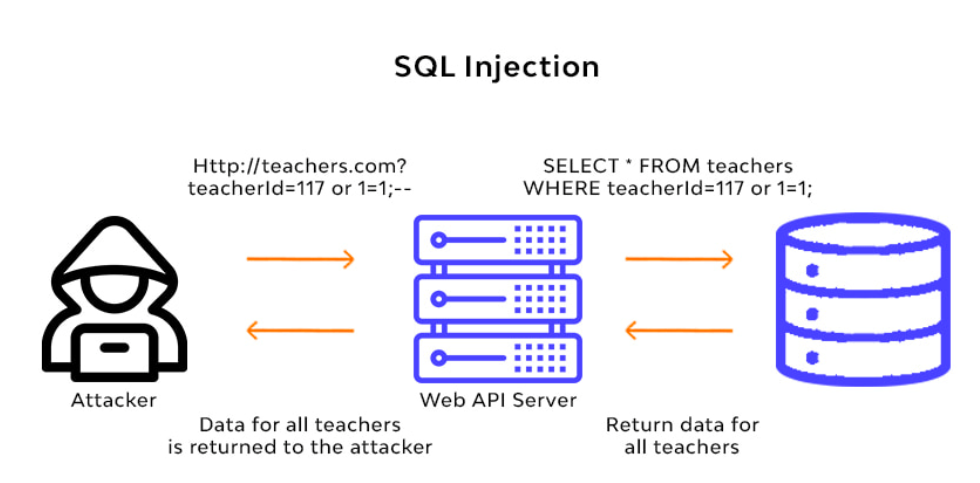 SQL Injection
Http://teachers.com?
teacherId=117 or 1=1;--
SELECT * FROM teachers
WHERE teacherId=117 or 1=1;
Attacker
Web API Server
Data for all teachers
is returned to the attacker
Return data for
all teachers